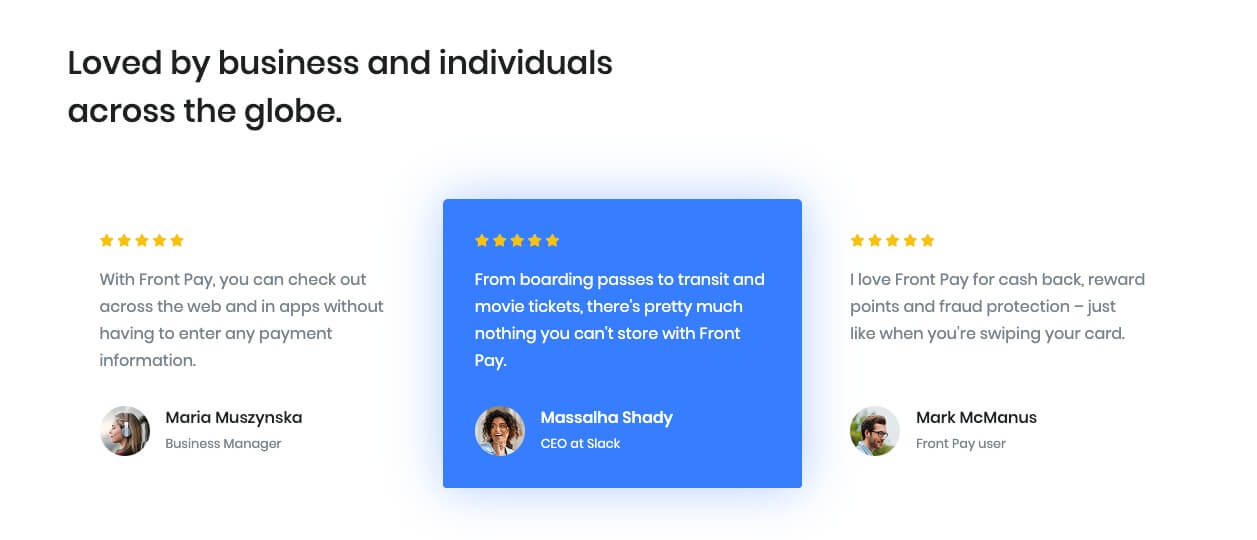 Loved by business and individuals
across the globe.
With Front Pay, you can check out
across the web and in apps without
having to enter any payment
information.
Maria Muszynska
Business Manager
From boarding passes to transit and
movie tickets, there's pretty much
nothing you can't store with Front
Pay.
Massalha Shady
CEO at Slack
I love Front Pay for cash back, reward
points and fraud protection – just
like when you're swiping your card.
Mark McManus
Front Pay user